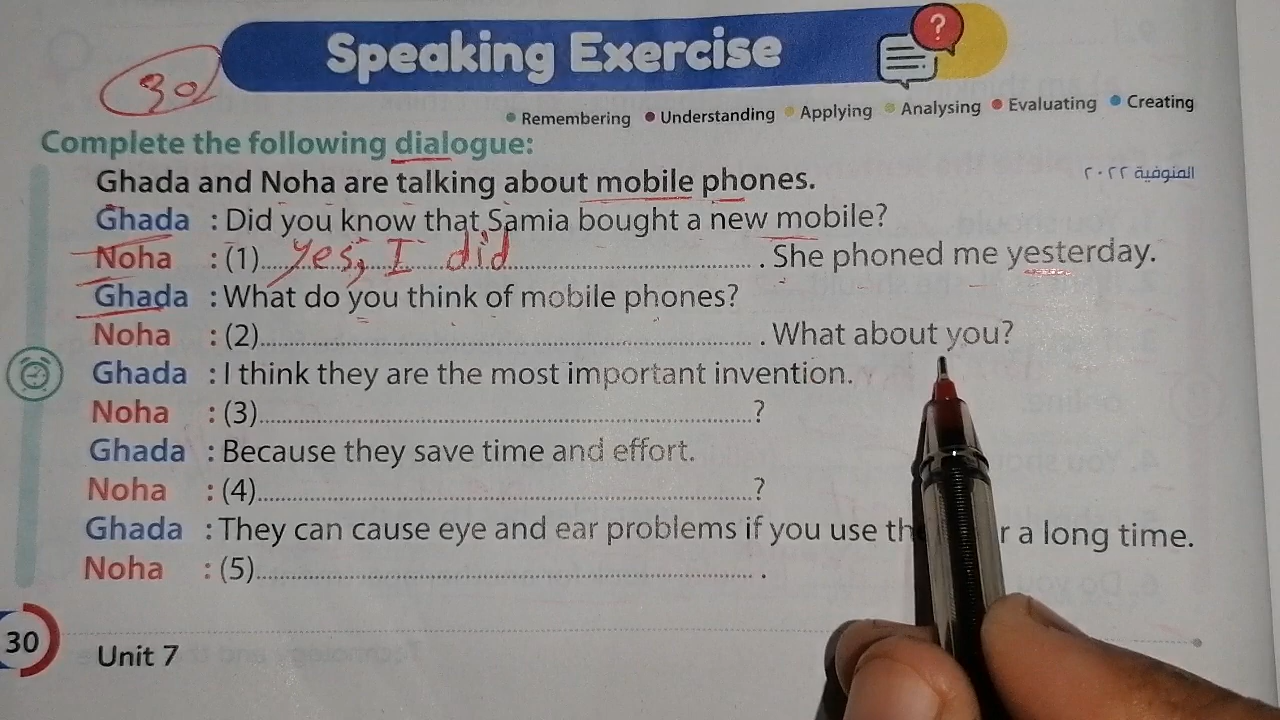 Speaking Exercise
?
30
Remembering Understanding Applying Analysing Evaluating Creating
Complete the following dialogue:
Ghada and Noha are talking about mobile phones.
المنوفية ٢٠٢٢
Ghada : Did you know that Samia bought a new mobile?
Noha : (1) yes, I did . She phoned me yesterday.
Ghada : What do you think of mobile phones?
Noha : (2) . What about you?
Ghada : I think they are the most important invention.
Noha : (3) ?
Ghada : Because they save time and effort.
Noha : (4) ?
Ghada : They can cause eye and ear problems if you use a long time.
Noha : (5) .
30
Unit 7